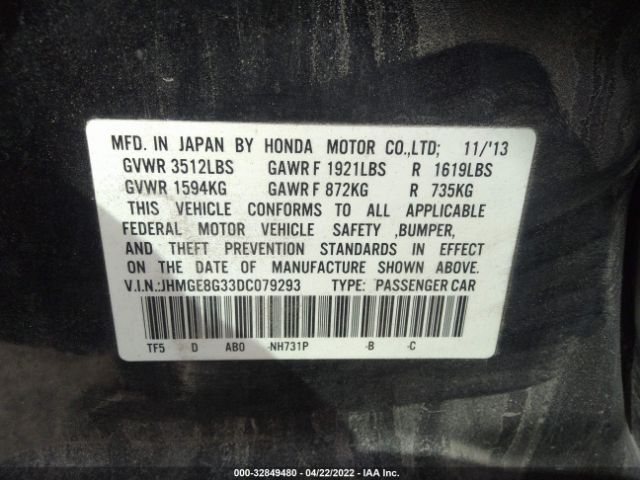 MFD. IN JAPAN BY HONDA MOTOR CO.,LTD; 11/'13
GVWR 3512LBS GAWR F 1921LBS R 1619LBS
GVWR 1594KG GAWR F 872KG R 735KG
THIS VEHICLE CONFORMS TO ALL APPLICABLE
FEDERAL MOTOR VEHICLE SAFETY ,BUMPER,
AND THEFT PREVENTION STANDARDS IN EFFECT
ON THE DATE OF MANUFACTURE SHOWN ABOVE.
V.I.N.:JHMGE8G33DC079293 TYPE: PASSENGER CAR
TF5 D AB0 -NH731P -B -C
000-32849480 - 04/22/2022 - IAA Inc.